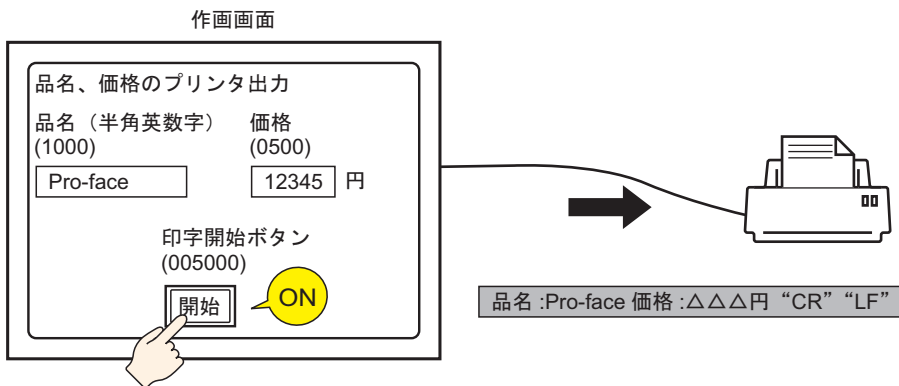 作画画面
品名、価格のプリンタ出力
品名（半角英数字） 価格
(1000) (0500)
Pro-face 12345 円
印字開始ボタン
(005000)
開始 ON
品名 :Pro-face 価格 :△△△円 “CR” “LF”